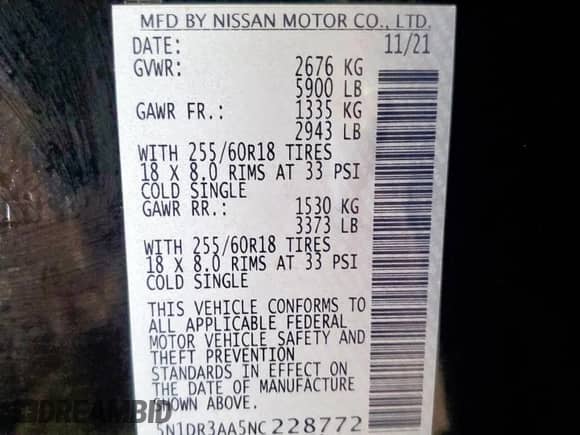 MFD BY NISSAN MOTOR CO., LTD.
DATE: 11/21
GVWR: 2676 KG
5900 LB
GAWR FR.: 1335 KG
2943 LB
WITH 255/60R18 TIRES
18 X 8.0 RIMS AT 33 PSI
COLD SINGLE
GAWR RR.: 1530 KG
3373 LB
WITH 255/60R18 TIRES
18 X 8.0 RIMS AT 33 PSI
COLD SINGLE
THIS VEHICLE CONFORMS TO
ALL APPLICABLE FEDERAL
MOTOR VEHICLE SAFETY AND
THEFT PREVENTION
STANDARDS IN EFFECT ON
THE DATE OF MANUFACTURE
SHOWN ABOVE.
5N1DR3AA5NC228772
DREAMBID